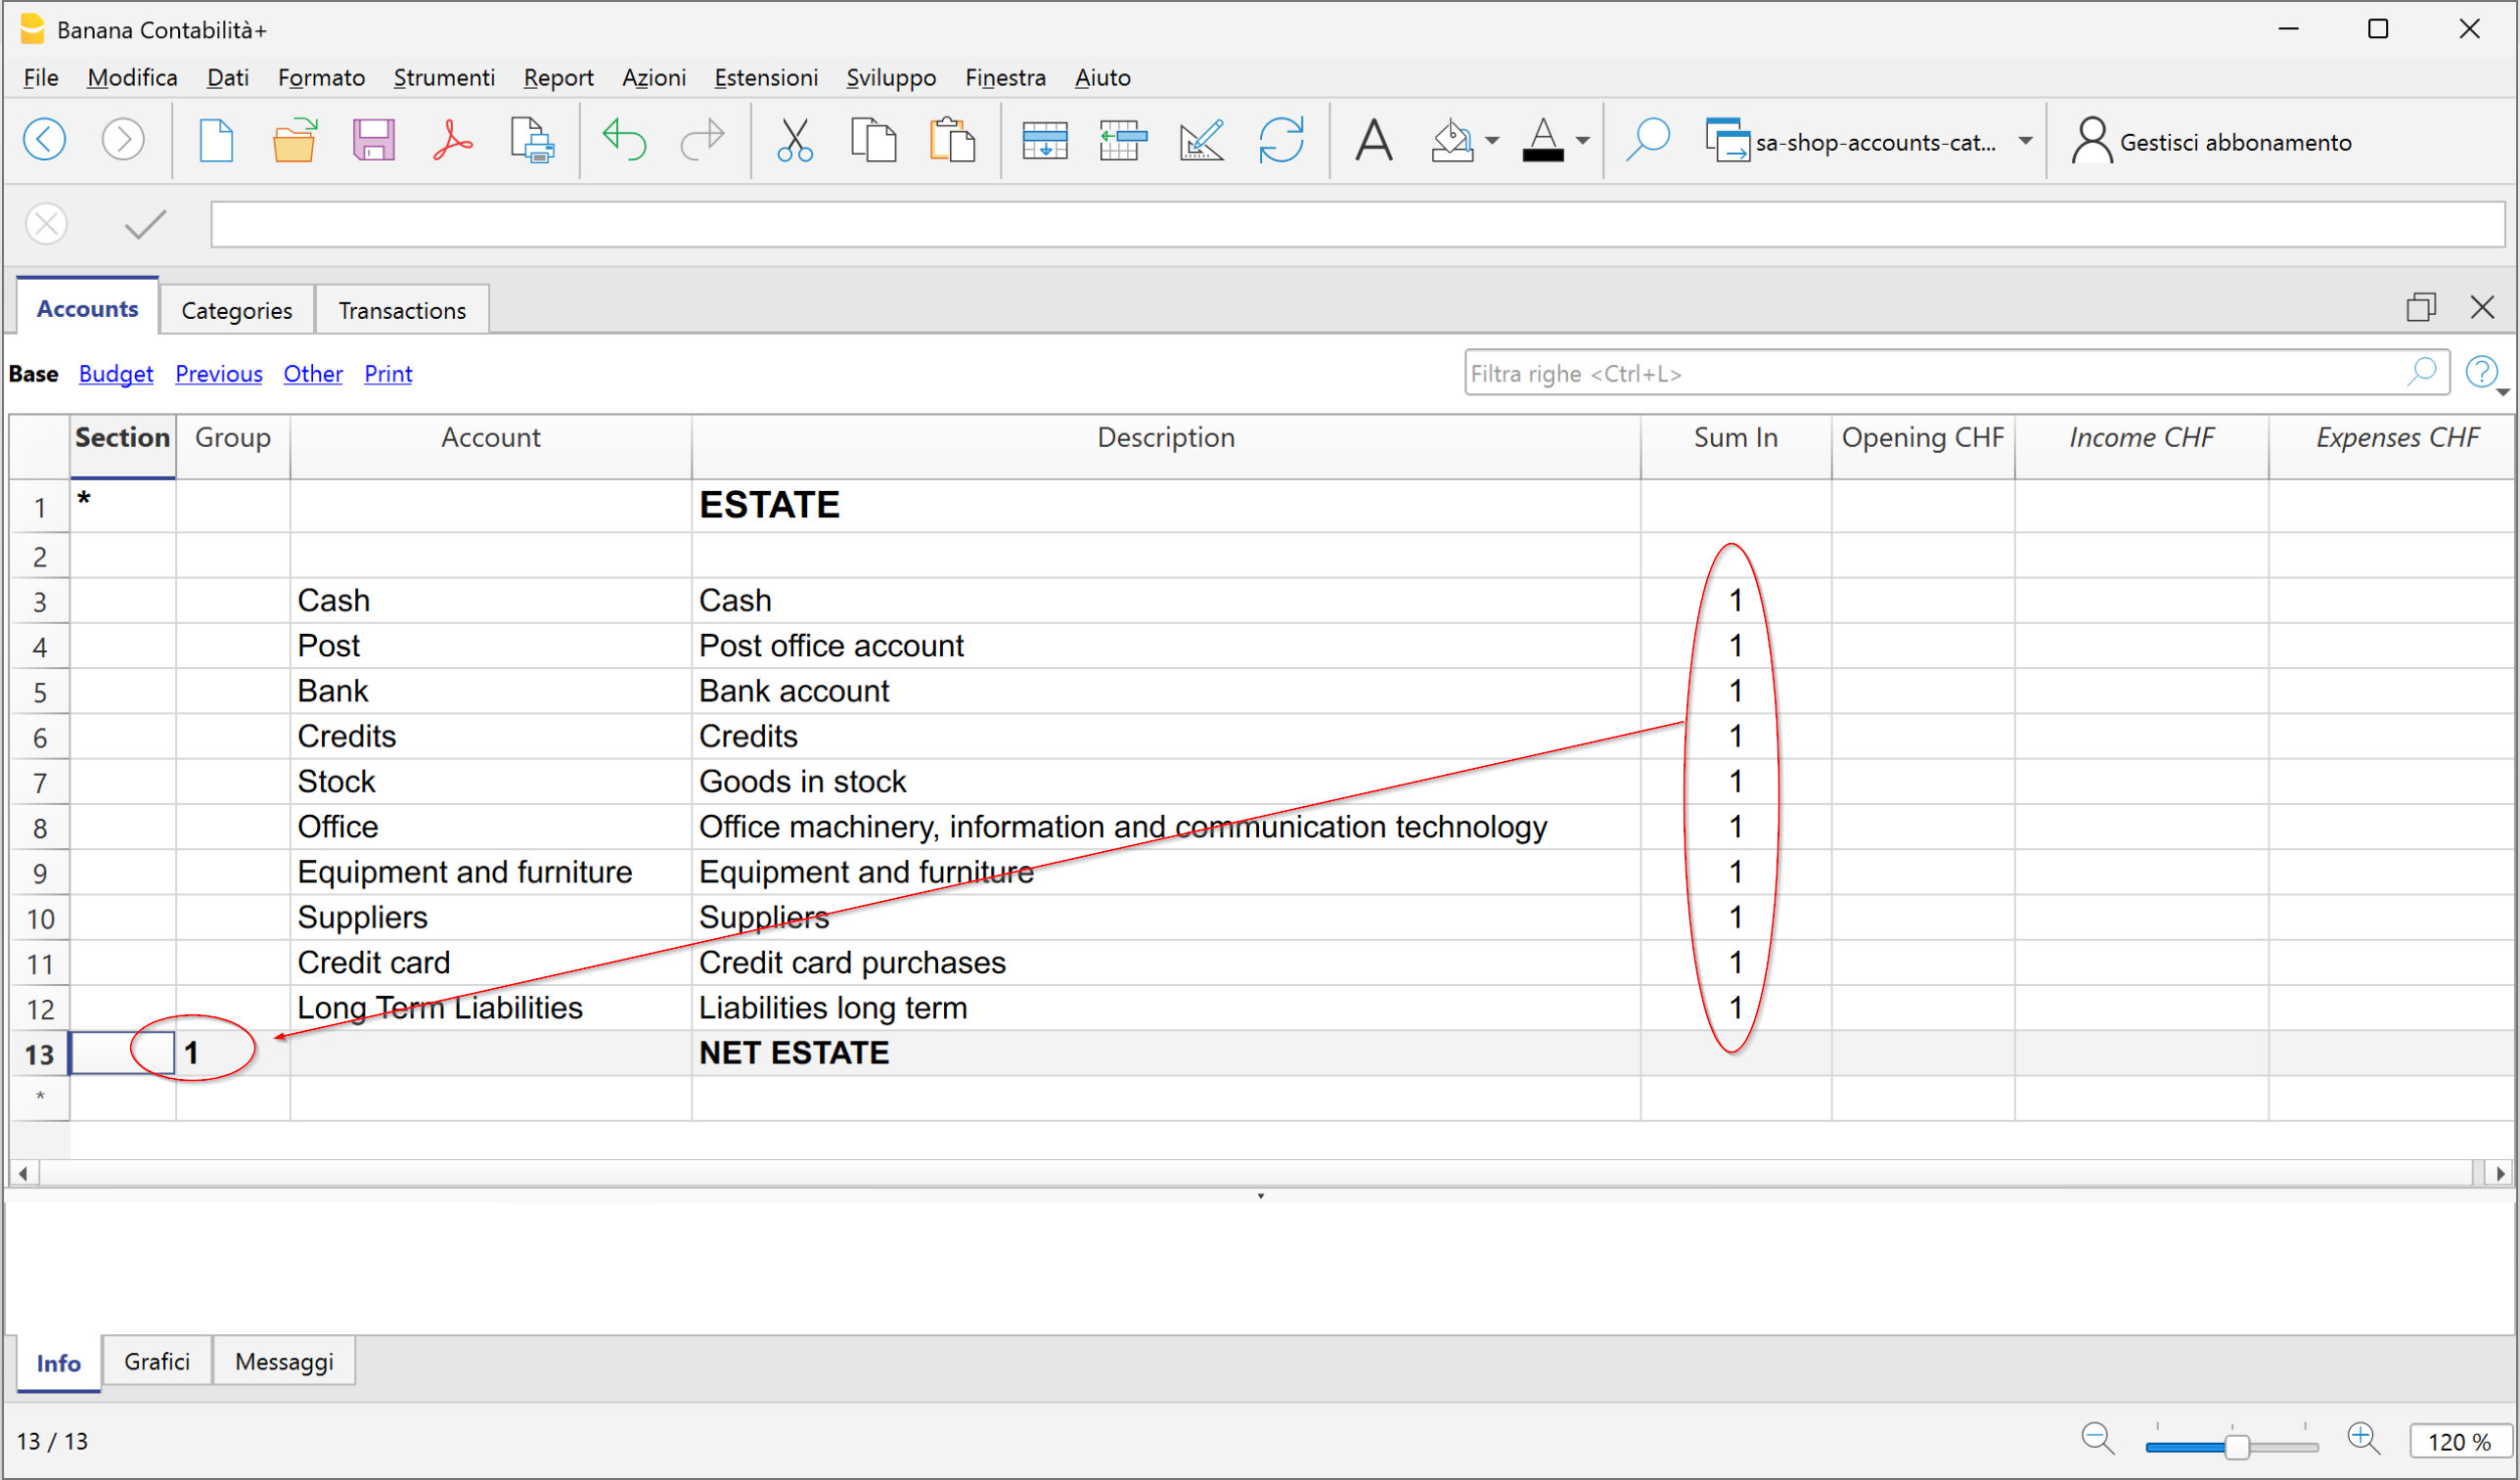 Banana Contabilità+
File Modifica Dati Formato Strumenti Report Azioni Estensioni Sviluppo Finestra Aiuto
sa-shop-accounts-cat... Gestisci abbonamento
Accounts Categories Transactions
Base Budget Previous Other Print Filtra righe <Ctrl+L>
Section Group Account Description Sum In Opening CHF Income CHF Expenses CHF
1 * ESTATE
2
3 Cash Cash 1
4 Post Post office account 1
5 Bank Bank account 1
6 Credits Credits 1
7 Stock Goods in stock 1
8 Office Office machinery, information and communication technology 1
9 Equipment and furniture Equipment and furniture 1
10 Suppliers Suppliers 1
11 Credit card Credit card purchases 1
12 Long Term Liabilities Liabilities long term 1
13 1 NET ESTATE
*
Info Grafici Messaggi
13 / 13 120 %